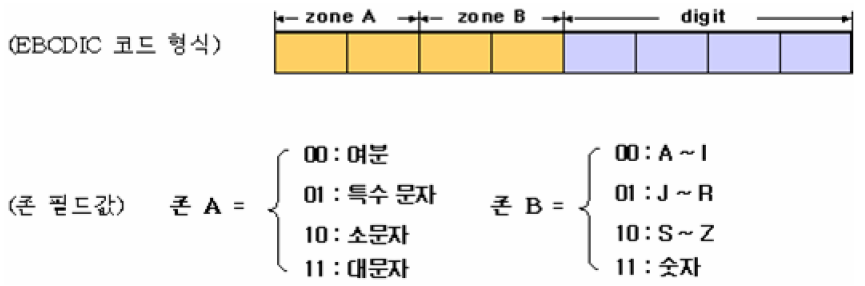 zone A zone B digit
(EBCDIC 코드 형식)
00 : 여분 00 : A ~ I
01 : 특수 문자 01 : J ~ R
(존 필드값) 존 A = 존 B =
10 : 소문자 10 : S ~ Z
11 : 대문자 11 : 숫자